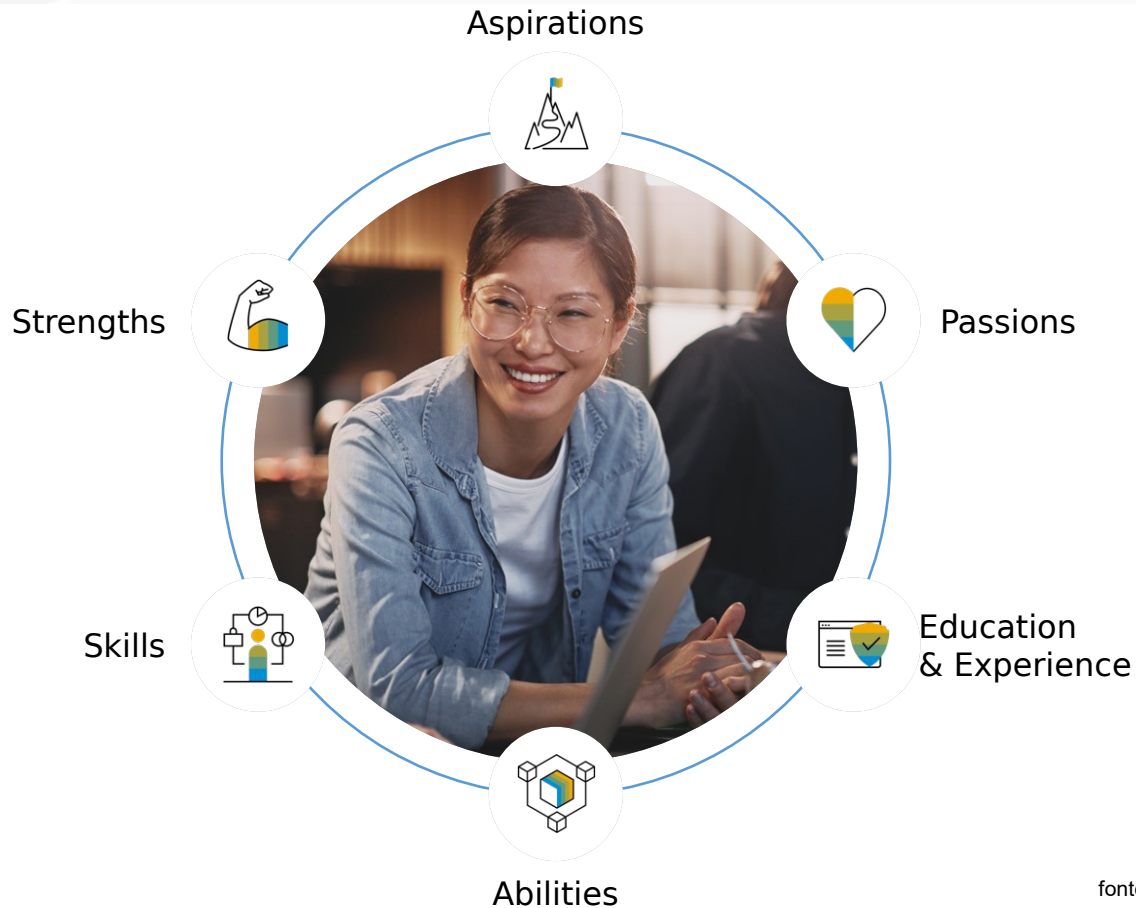 Aspirations
Strengths
Passions
Skills
Education
& Experience
Abilities